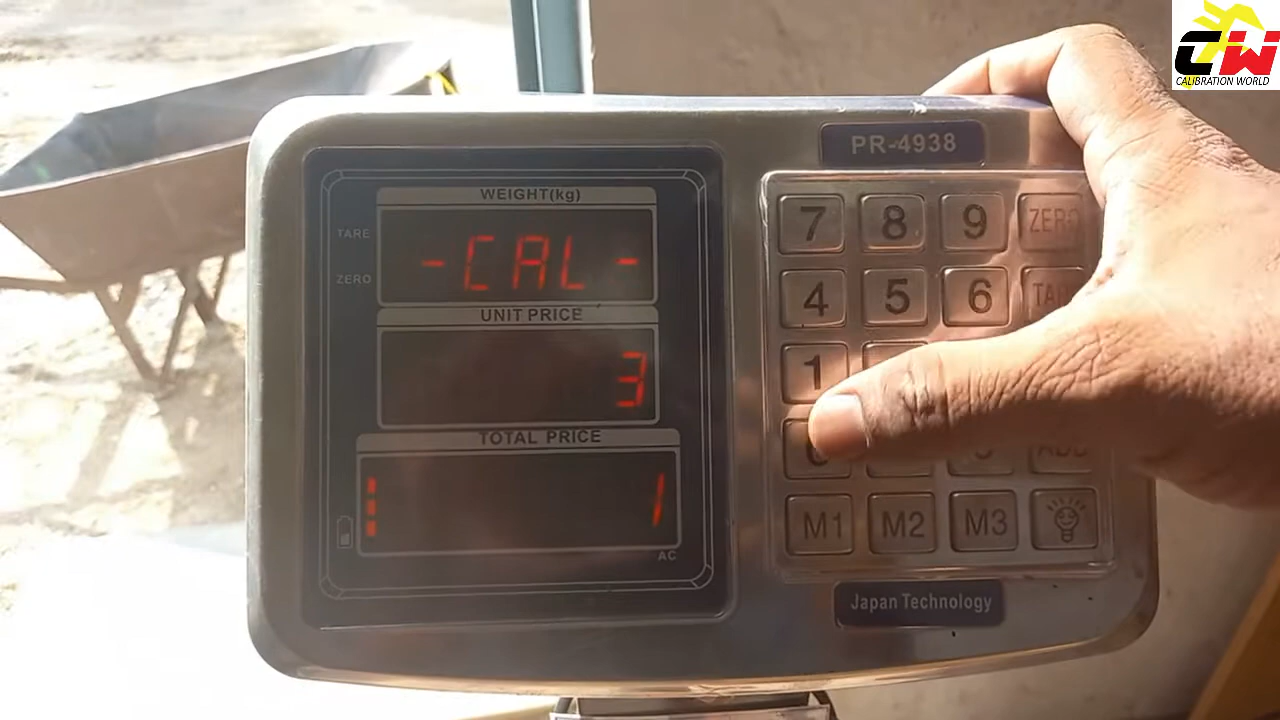 CW
CALIBRATION WORLD
PR-4938
WEIGHT(kg)
TARE
ZERO
-CAL-
UNIT PRICE
3
TOTAL PRICE
1
AC
7 8 9 ZERO
4 5 6
1
M1 M2 M3
Japan Technology